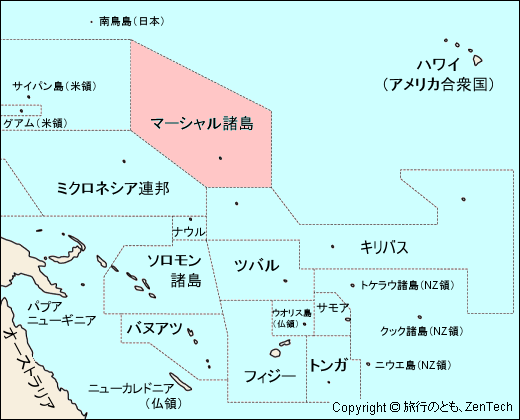 南鳥島(日本)
ハワイ
(アメリカ合衆国)
サイパン島(米領)
グアム(米領)
マーシャル諸島
ミクロネシア連邦
ナウル
キリバス
ソロモン
諸島
ツバル
トケラウ諸島(NZ領)
パプア
ニューギニア
ウオリス島
(仏領)
サモア
クック諸島(NZ領)
バヌアツ
オーストラリア
フィジー
トンガ
ニウエ島(NZ領)
ニューカレドニア
(仏領)
Copyright © 旅行のとも、ZenTech